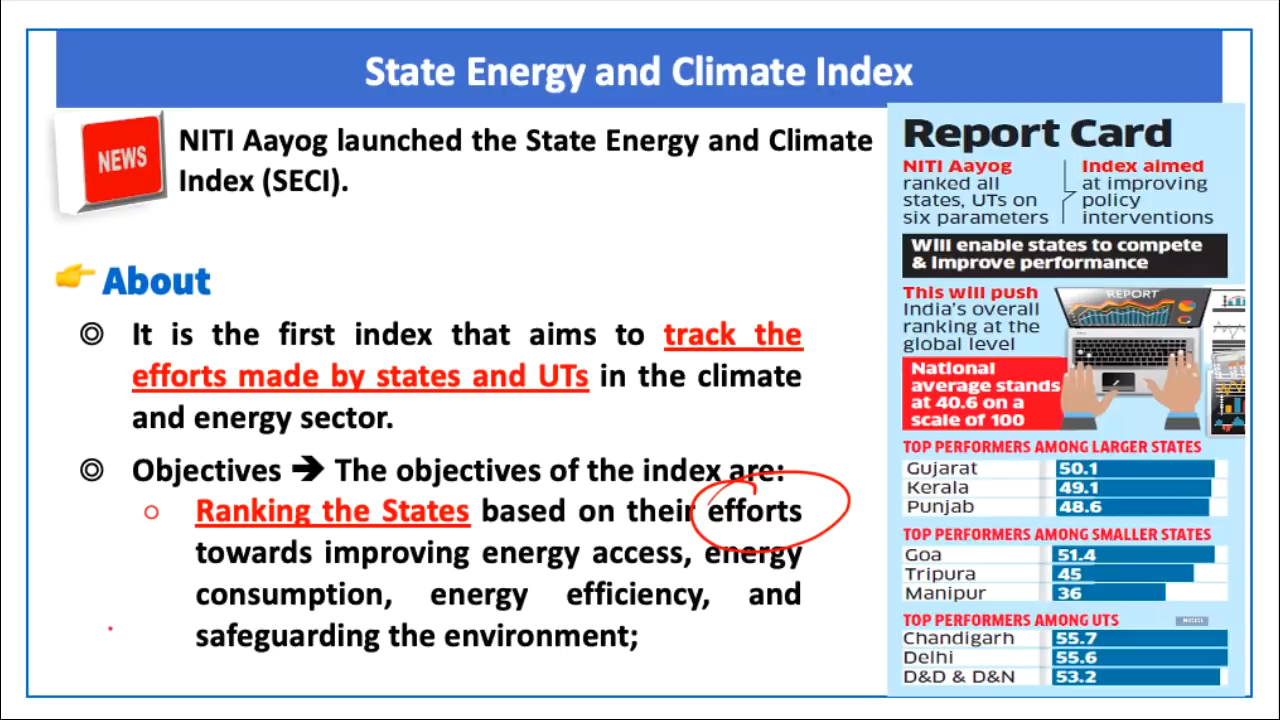 State Energy and Climate Index
NEWS
NITI Aayog launched the State Energy and Climate
Index (SECI).
About
It is the first index that aims to track the
efforts made by states and UTs in the climate
and energy sector.
Objectives ➔ The objectives of the index are:
Ranking the States based on their efforts
towards improving energy access, energy
consumption, energy efficiency, and
safeguarding the environment;
Report Card
NITI Aayog
ranked all
states, UTs on
six parameters
Index aimed
at improving
policy
interventions
Will enable states to compete
& improve performance
This will push
India's overall
ranking at the
global level
REPORT
National
average stands
at 40.6 on a
scale of 100
TOP PERFORMERS AMONG LARGER STATES
Gujarat 50.1
Kerala 49.1
Punjab 48.6
TOP PERFORMERS AMONG SMALLER STATES
Goa 51.4
Tripura 45
Manipur 36
TOP PERFORMERS AMONG UTS
Chandigarh 55.7
Delhi 55.6
D&D & D&N 53.2